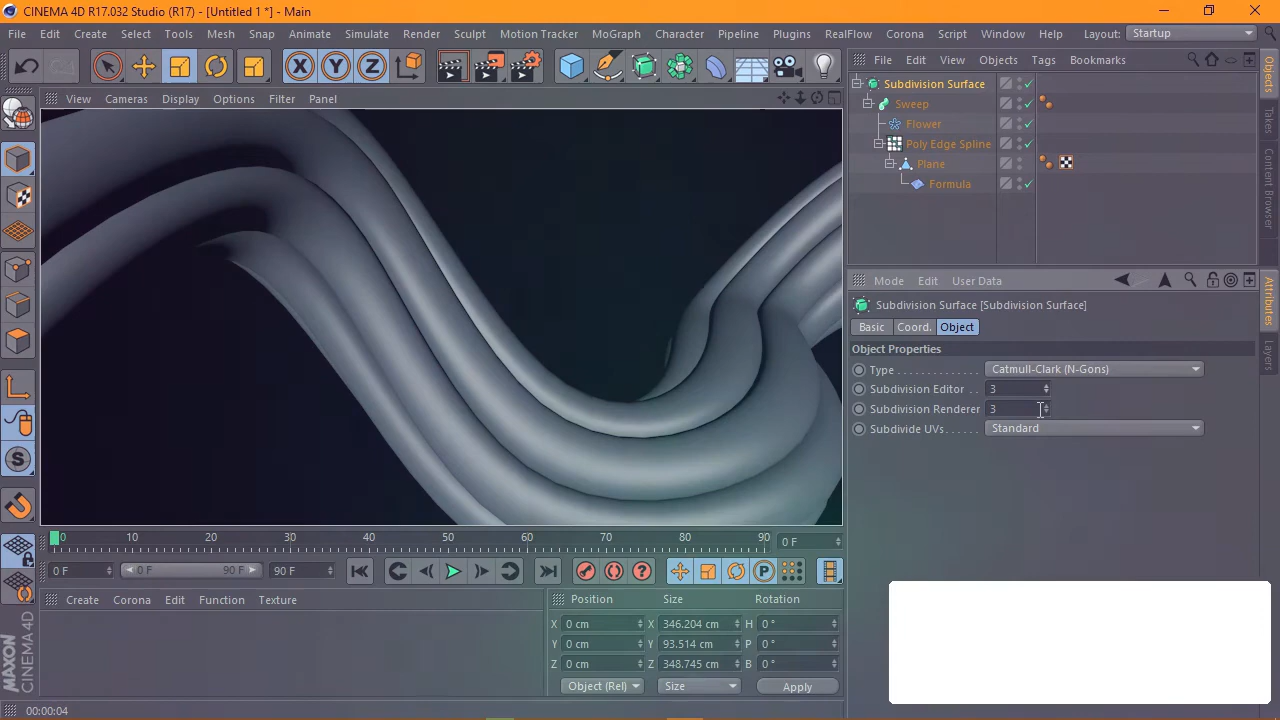 CINEMA 4D R17.032 Studio (R17) - [Untitled 1 *] - Main
File Edit Create Select Tools Mesh Snap Animate Simulate Render Sculpt Motion Tracker MoGraph Character Pipeline Plugins RealFlow Corona Script Window Help Layout: Startup
X Y Z
File Edit View Objects Tags Bookmarks
View Cameras Display Options Filter Panel
Subdivision Surface
Sweep
Flower
Poly Edge Spline
Plane
Formula
Objects
Takes
Content Browser
Mode Edit User Data
Subdivision Surface [Subdivision Surface]
Basic Coord. Object
Object Properties
Type . . . . . . . . . . . . Catmull-Clark (N-Gons)
Subdivision Editor . . 3
Subdivision Renderer 3
Subdivide UVs. . . . . . Standard
Attributes
Layers
S
0 10 20 30 40 50 60 70 80 90 0 F
0 F 0 F 90 F 90 F P
Create Corona Edit Function Texture
Position Size Rotation
X 0 cm X 346.204 cm H 0 °
Y 0 cm Y 93.514 cm P 0 °
Z 0 cm Z 348.745 cm B 0 °
Object (Rel) Size Apply
MAXON CINEMA 4D
00:00:04